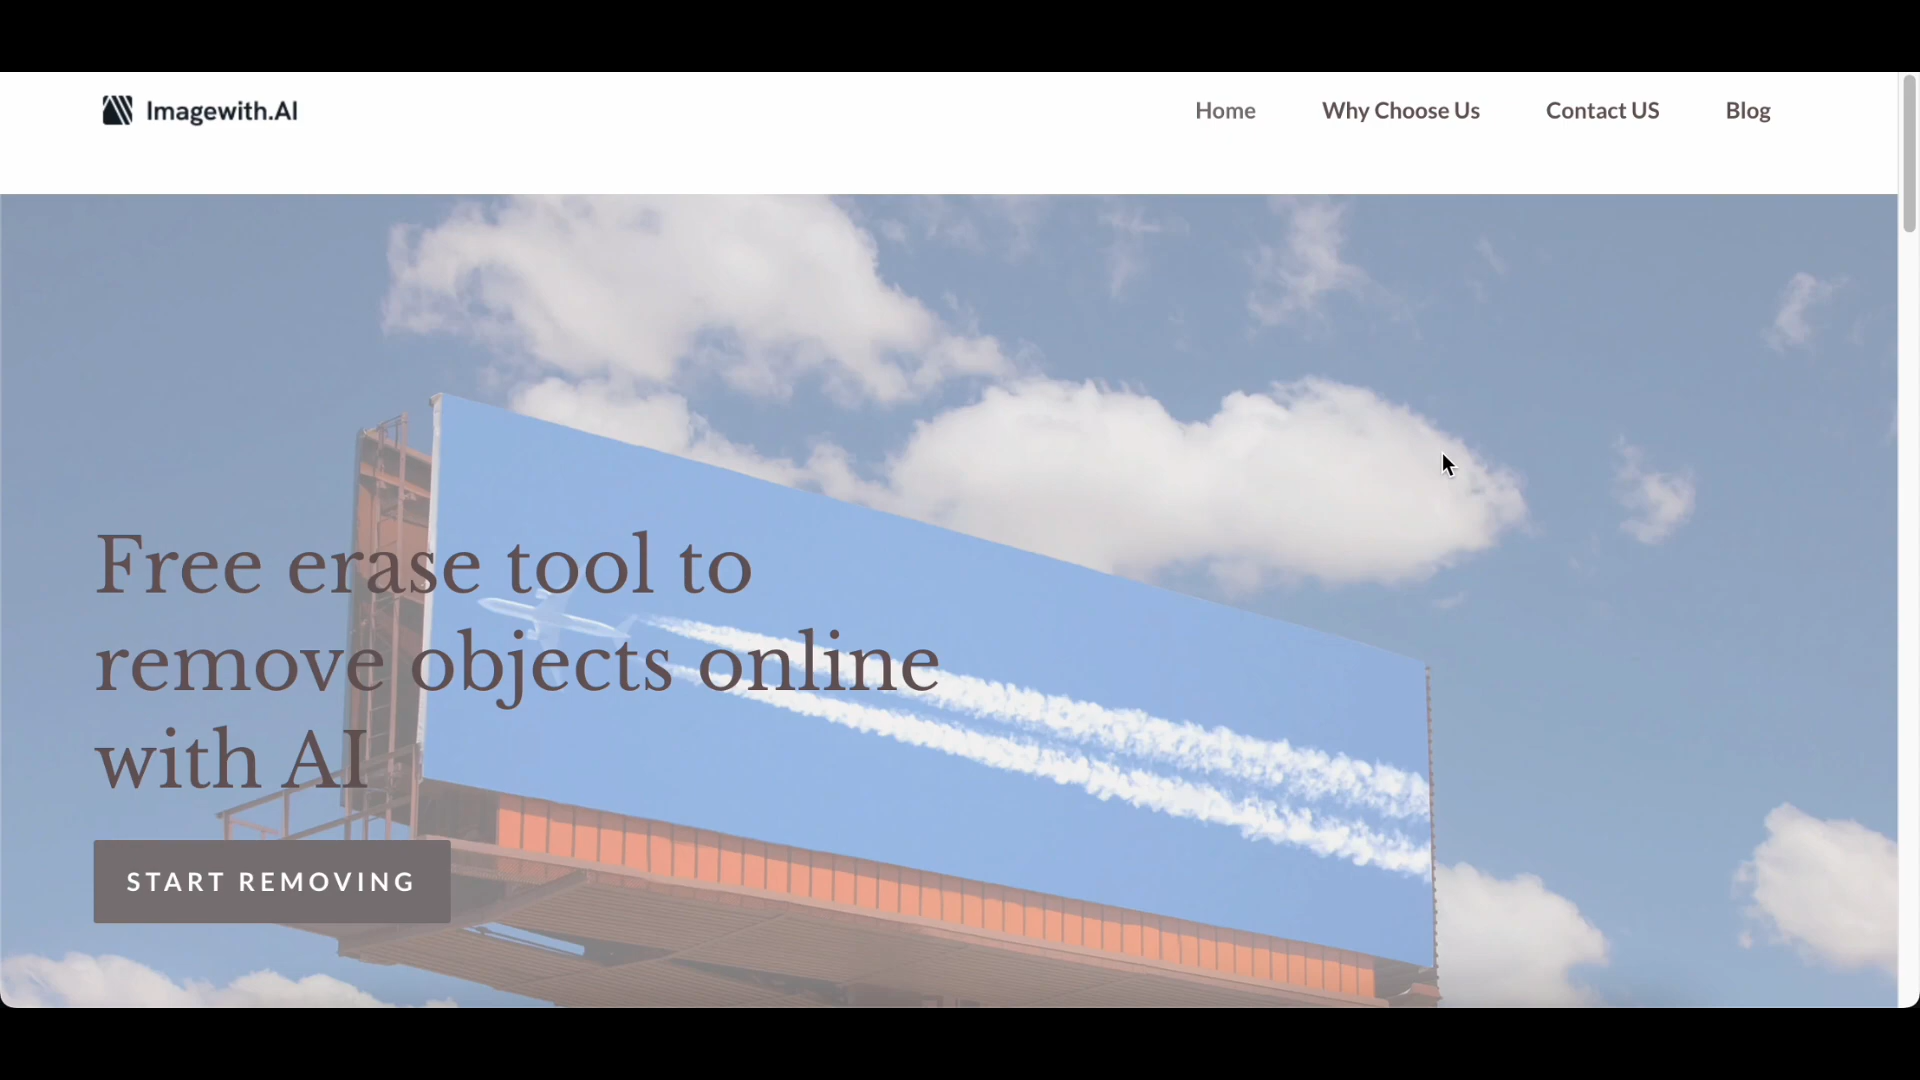 Imagewith.AI
Home
Why Choose Us
Contact US
Blog
Free erase tool to
remove objects online
with AI
START REMOVING